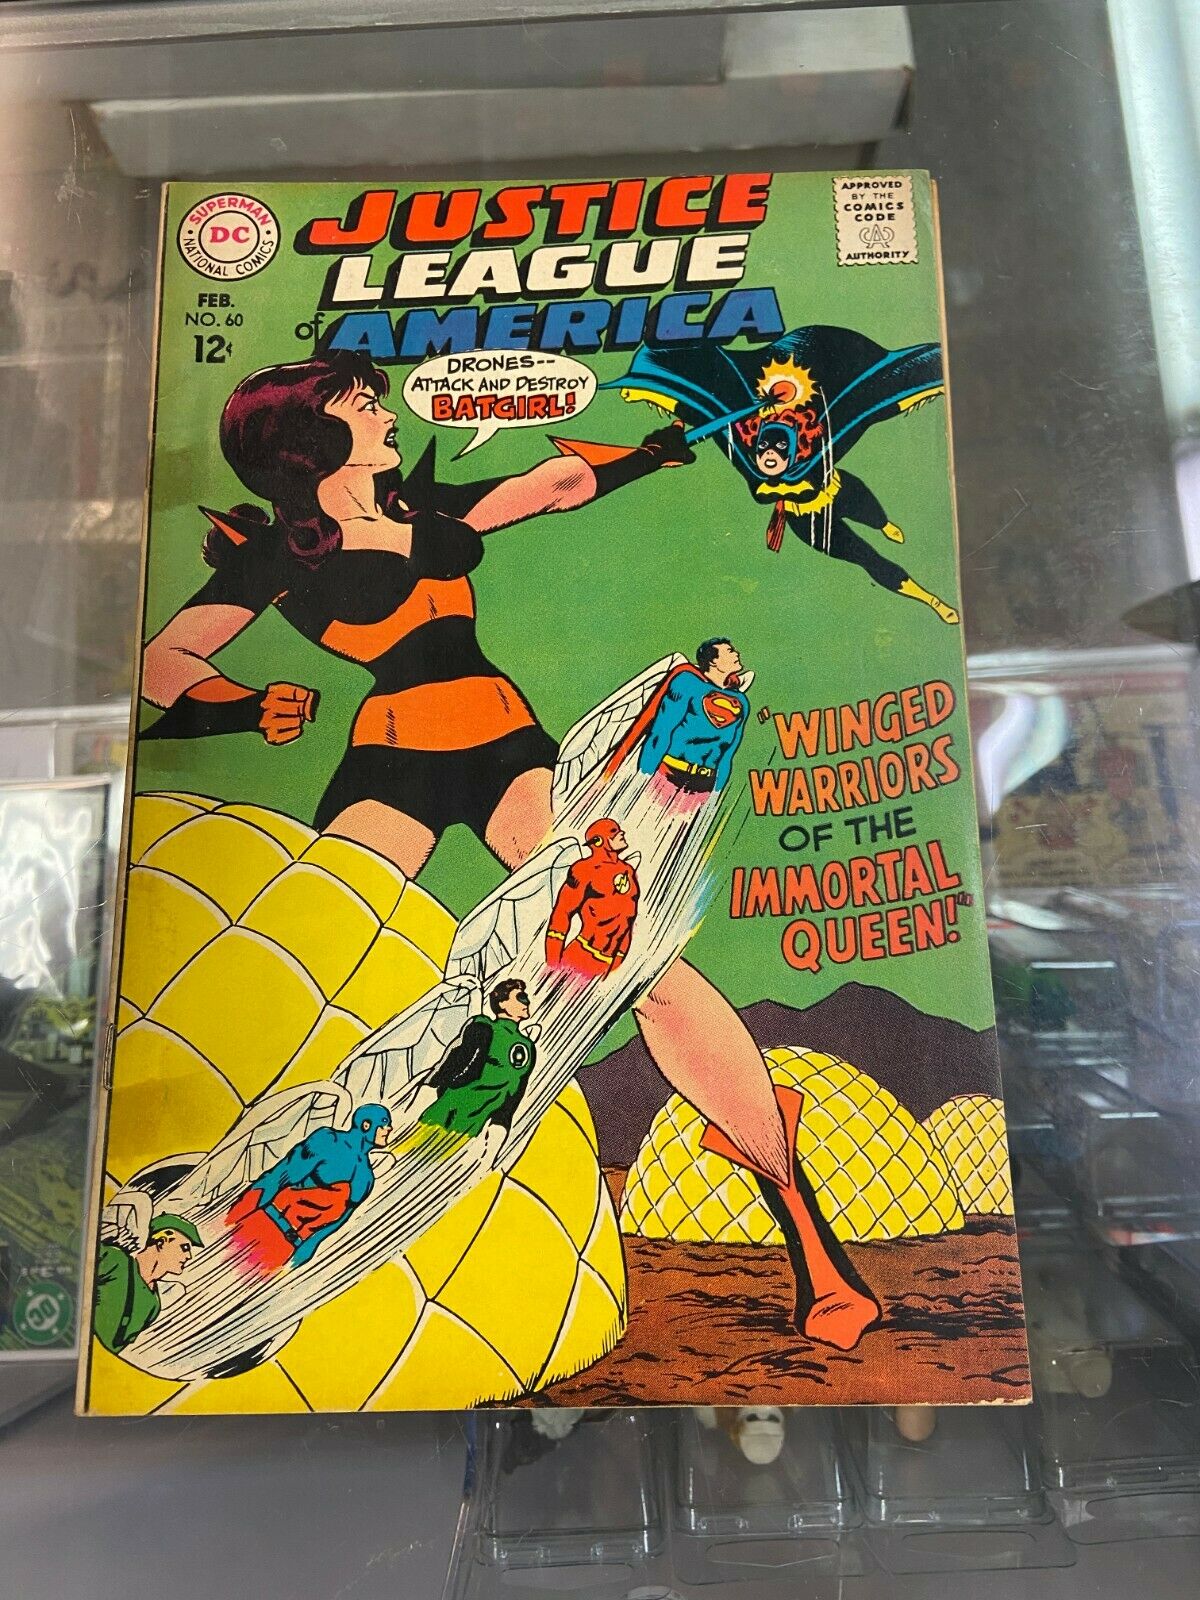 SUPERMAN
DC
NATIONAL COMICS
FEB.
NO. 60
12¢
JUSTICE
LEAGUE
of AMERICA
APPROVED
BY THE
COMICS
CODE
AUTHORITY
DRONES--
ATTACK AND DESTROY
BATGIRL!
"WINGED
WARRIORS
OF THE
IMMORTAL
QUEEN!"